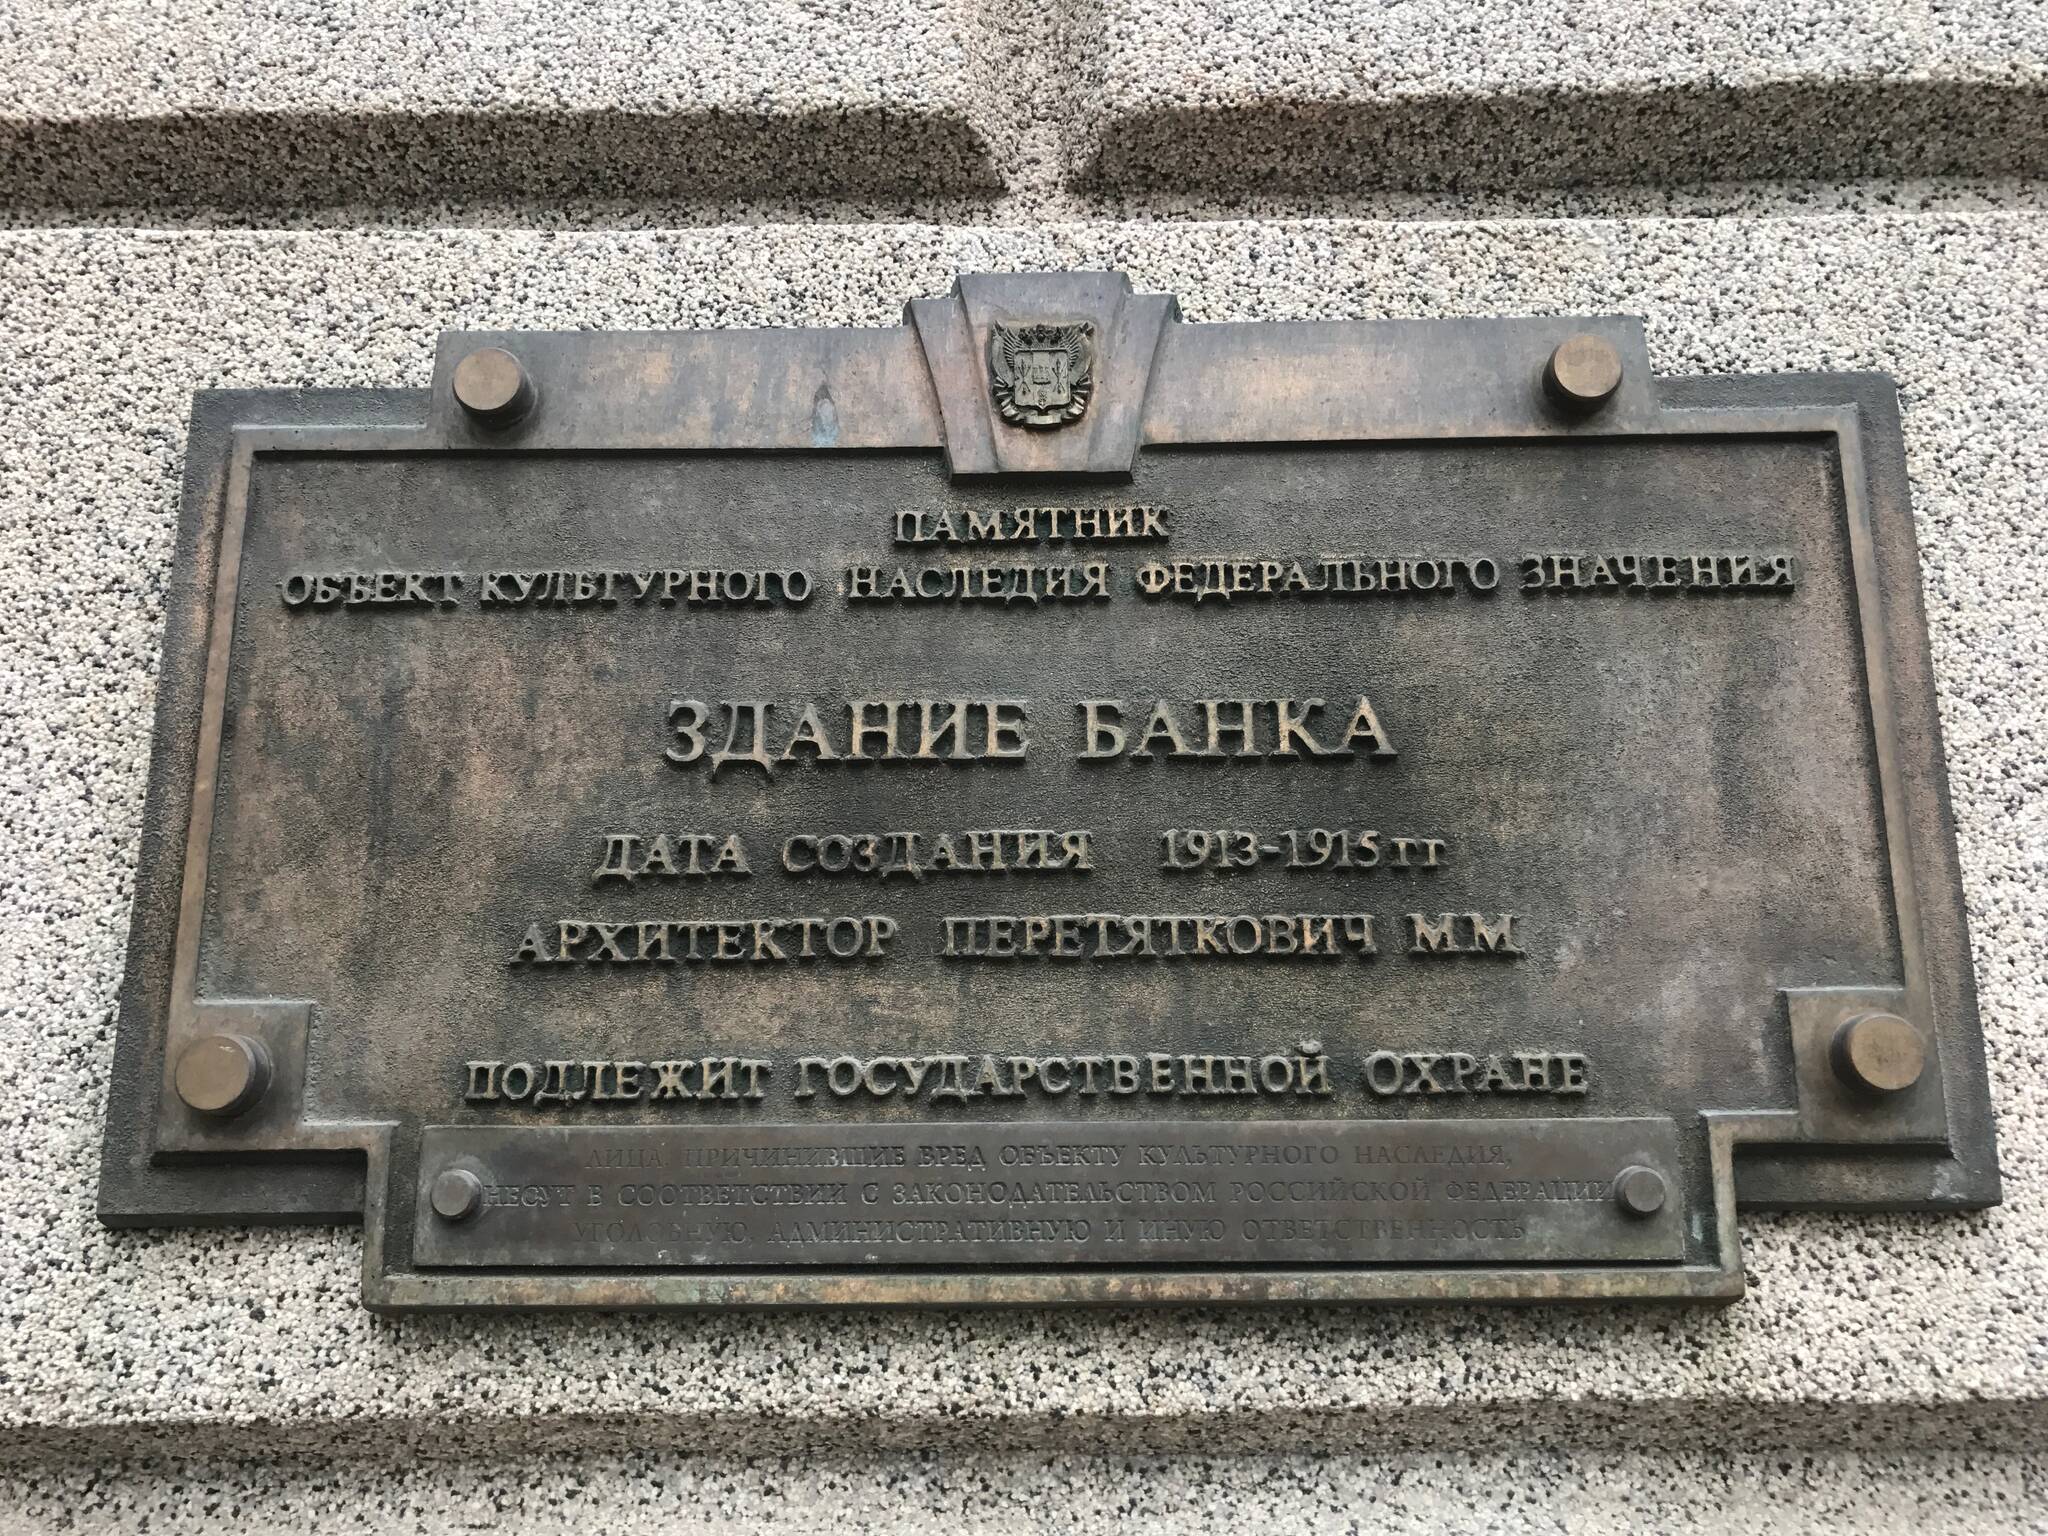 ПАМЯТНИК
ОБЪЕКТ КУЛЬТУРНОГО НАСЛЕДИЯ ФЕДЕРАЛЬНОГО ЗНАЧЕНИЯ
ЗДАНИЕ БАНКА
ДАТА СОЗДАНИЯ 1913-1915 ГГ
АРХИТЕКТОР ПЕРЕТЯТКОВИЧ М М
ПОДЛЕЖИТ ГОСУДАРСТВЕННОЙ ОХРАНЕ
ЛИЦА, ПРИЧИНИВШИЕ ВРЕД ОБЪЕКТУ КУЛЬТУРНОГО НАСЛЕДИЯ,
НЕСУТ В СООТВЕТСТВИИ С ЗАКОНОДАТЕЛЬСТВОМ РОССИЙСКОЙ ФЕДЕРАЦИИ
УГОЛОВНУЮ, АДМИНИСТРАТИВНУЮ И ИНУЮ ОТВЕТСТВЕННОСТЬ